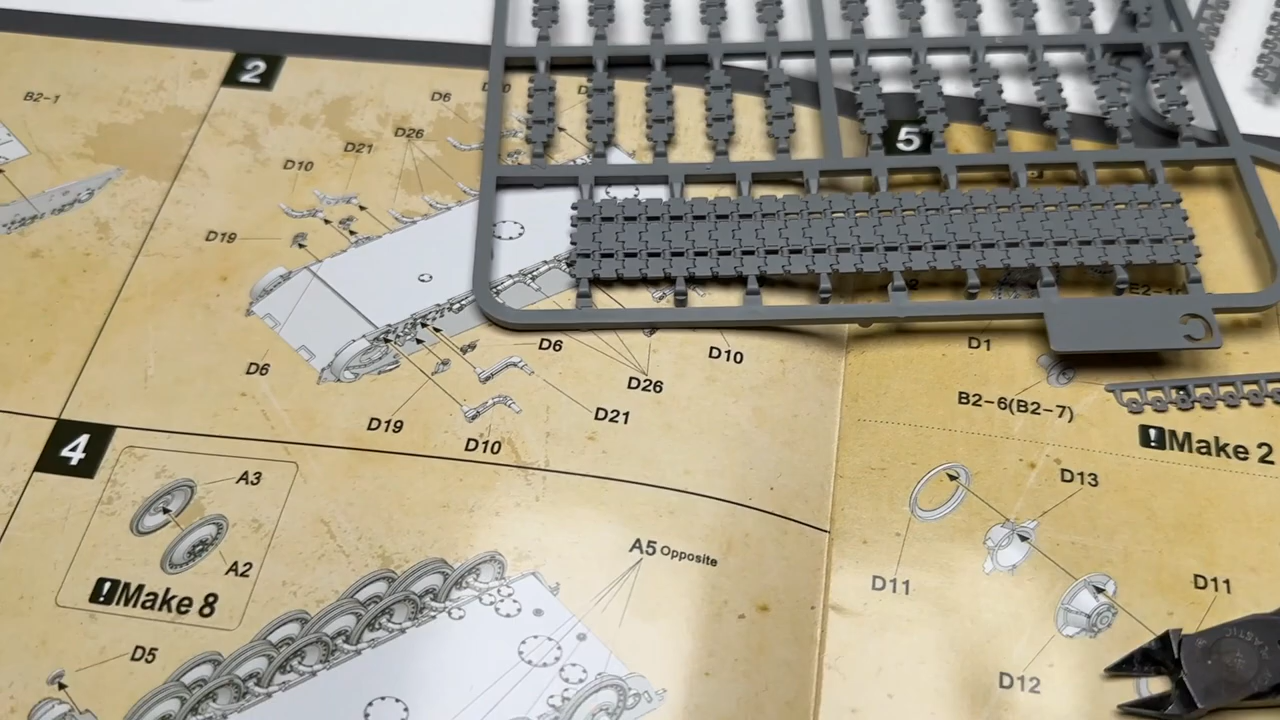 2
B2-1
D6
D26
D21
D10
D19
D6
D19
D10
D21
D6
D26
D10
5
C
D1
B2-6(B2-7)
!Make 2
4
A3
A2
!Make 8
D5
A5 Opposite
D13
D11
D11
D12